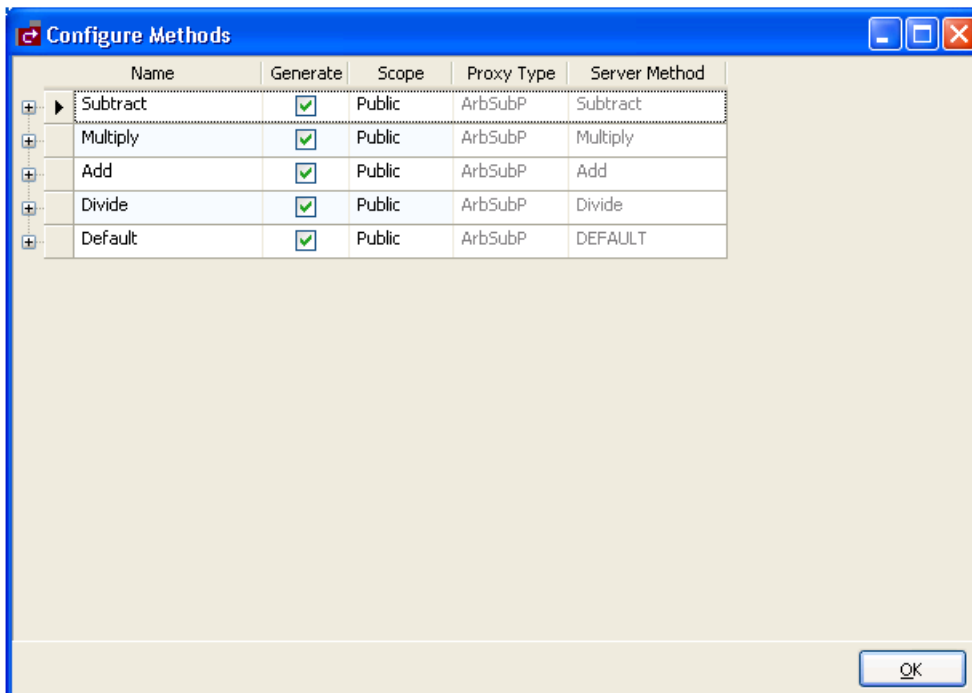 Configure Methods
Name Generate Scope Proxy Type Server Method
Subtract Public ArbSubP Subtract
Multiply Public ArbSubP Multiply
Add Public ArbSubP Add
Divide Public ArbSubP Divide
Default Public ArbSubP DEFAULT
OK